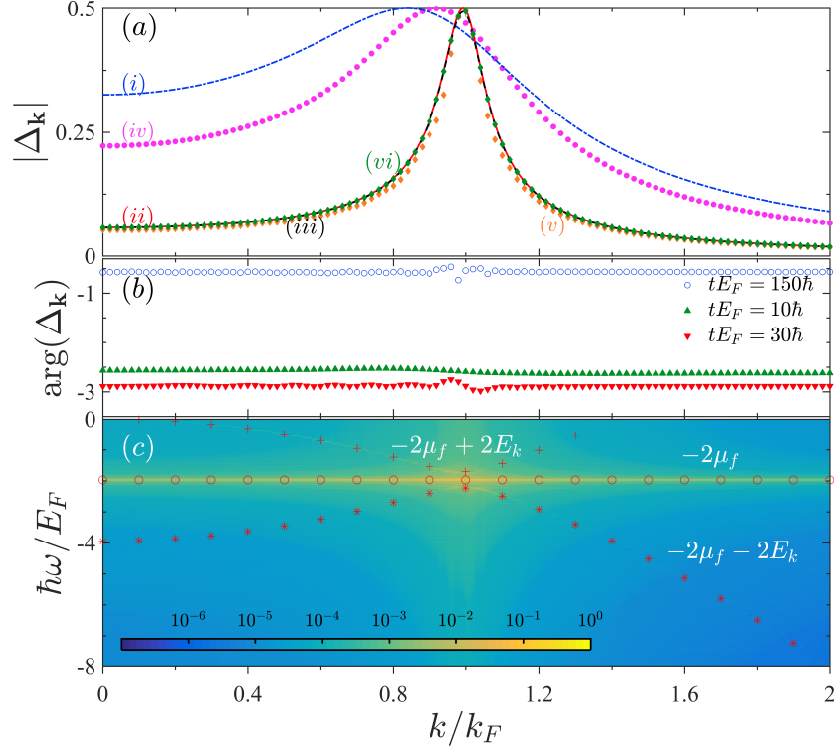 0.5
(a)
(i)
|Δ_k|
0.25
(iv)
(vi)
(ii)
(iii)
(v)
0
(b)
-1
arg(Δ_k)
tE_F = 150ħ
tE_F = 10ħ
tE_F = 30ħ
-3
0
(c)
-2μ_f + 2E_k
-2μ_f
ħω/E_F
-4
-2μ_f - 2E_k
10^-6 10^-5 10^-4 10^-3 10^-2 10^-1 10^0
-8
0 0.4 0.8 1.2 1.6 2
k/k_F